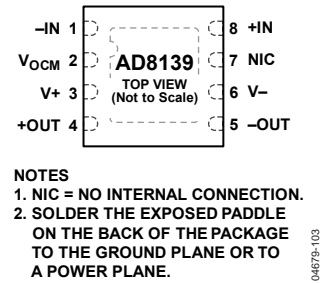 –IN 1
8 +IN
V_OCM 2
AD8139
7 NIC
V+ 3
TOP VIEW
(Not to Scale)
6 V–
+OUT 4
5 –OUT
NOTES
1. NIC = NO INTERNAL CONNECTION.
2. SOLDER THE EXPOSED PADDLE
ON THE BACK OF THE PACKAGE
TO THE GROUND PLANE OR TO
A POWER PLANE.
04679-103